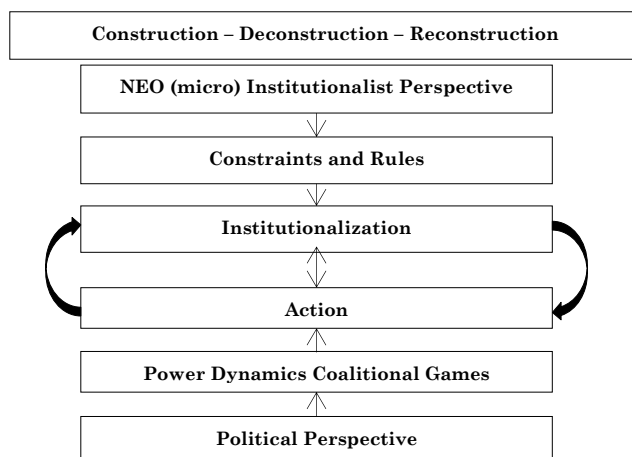 Construction – Deconstruction – Reconstruction
NEO (micro) Institutionalist Perspective
Constraints and Rules
Institutionalization
Action
Power Dynamics Coalitional Games
Political Perspective